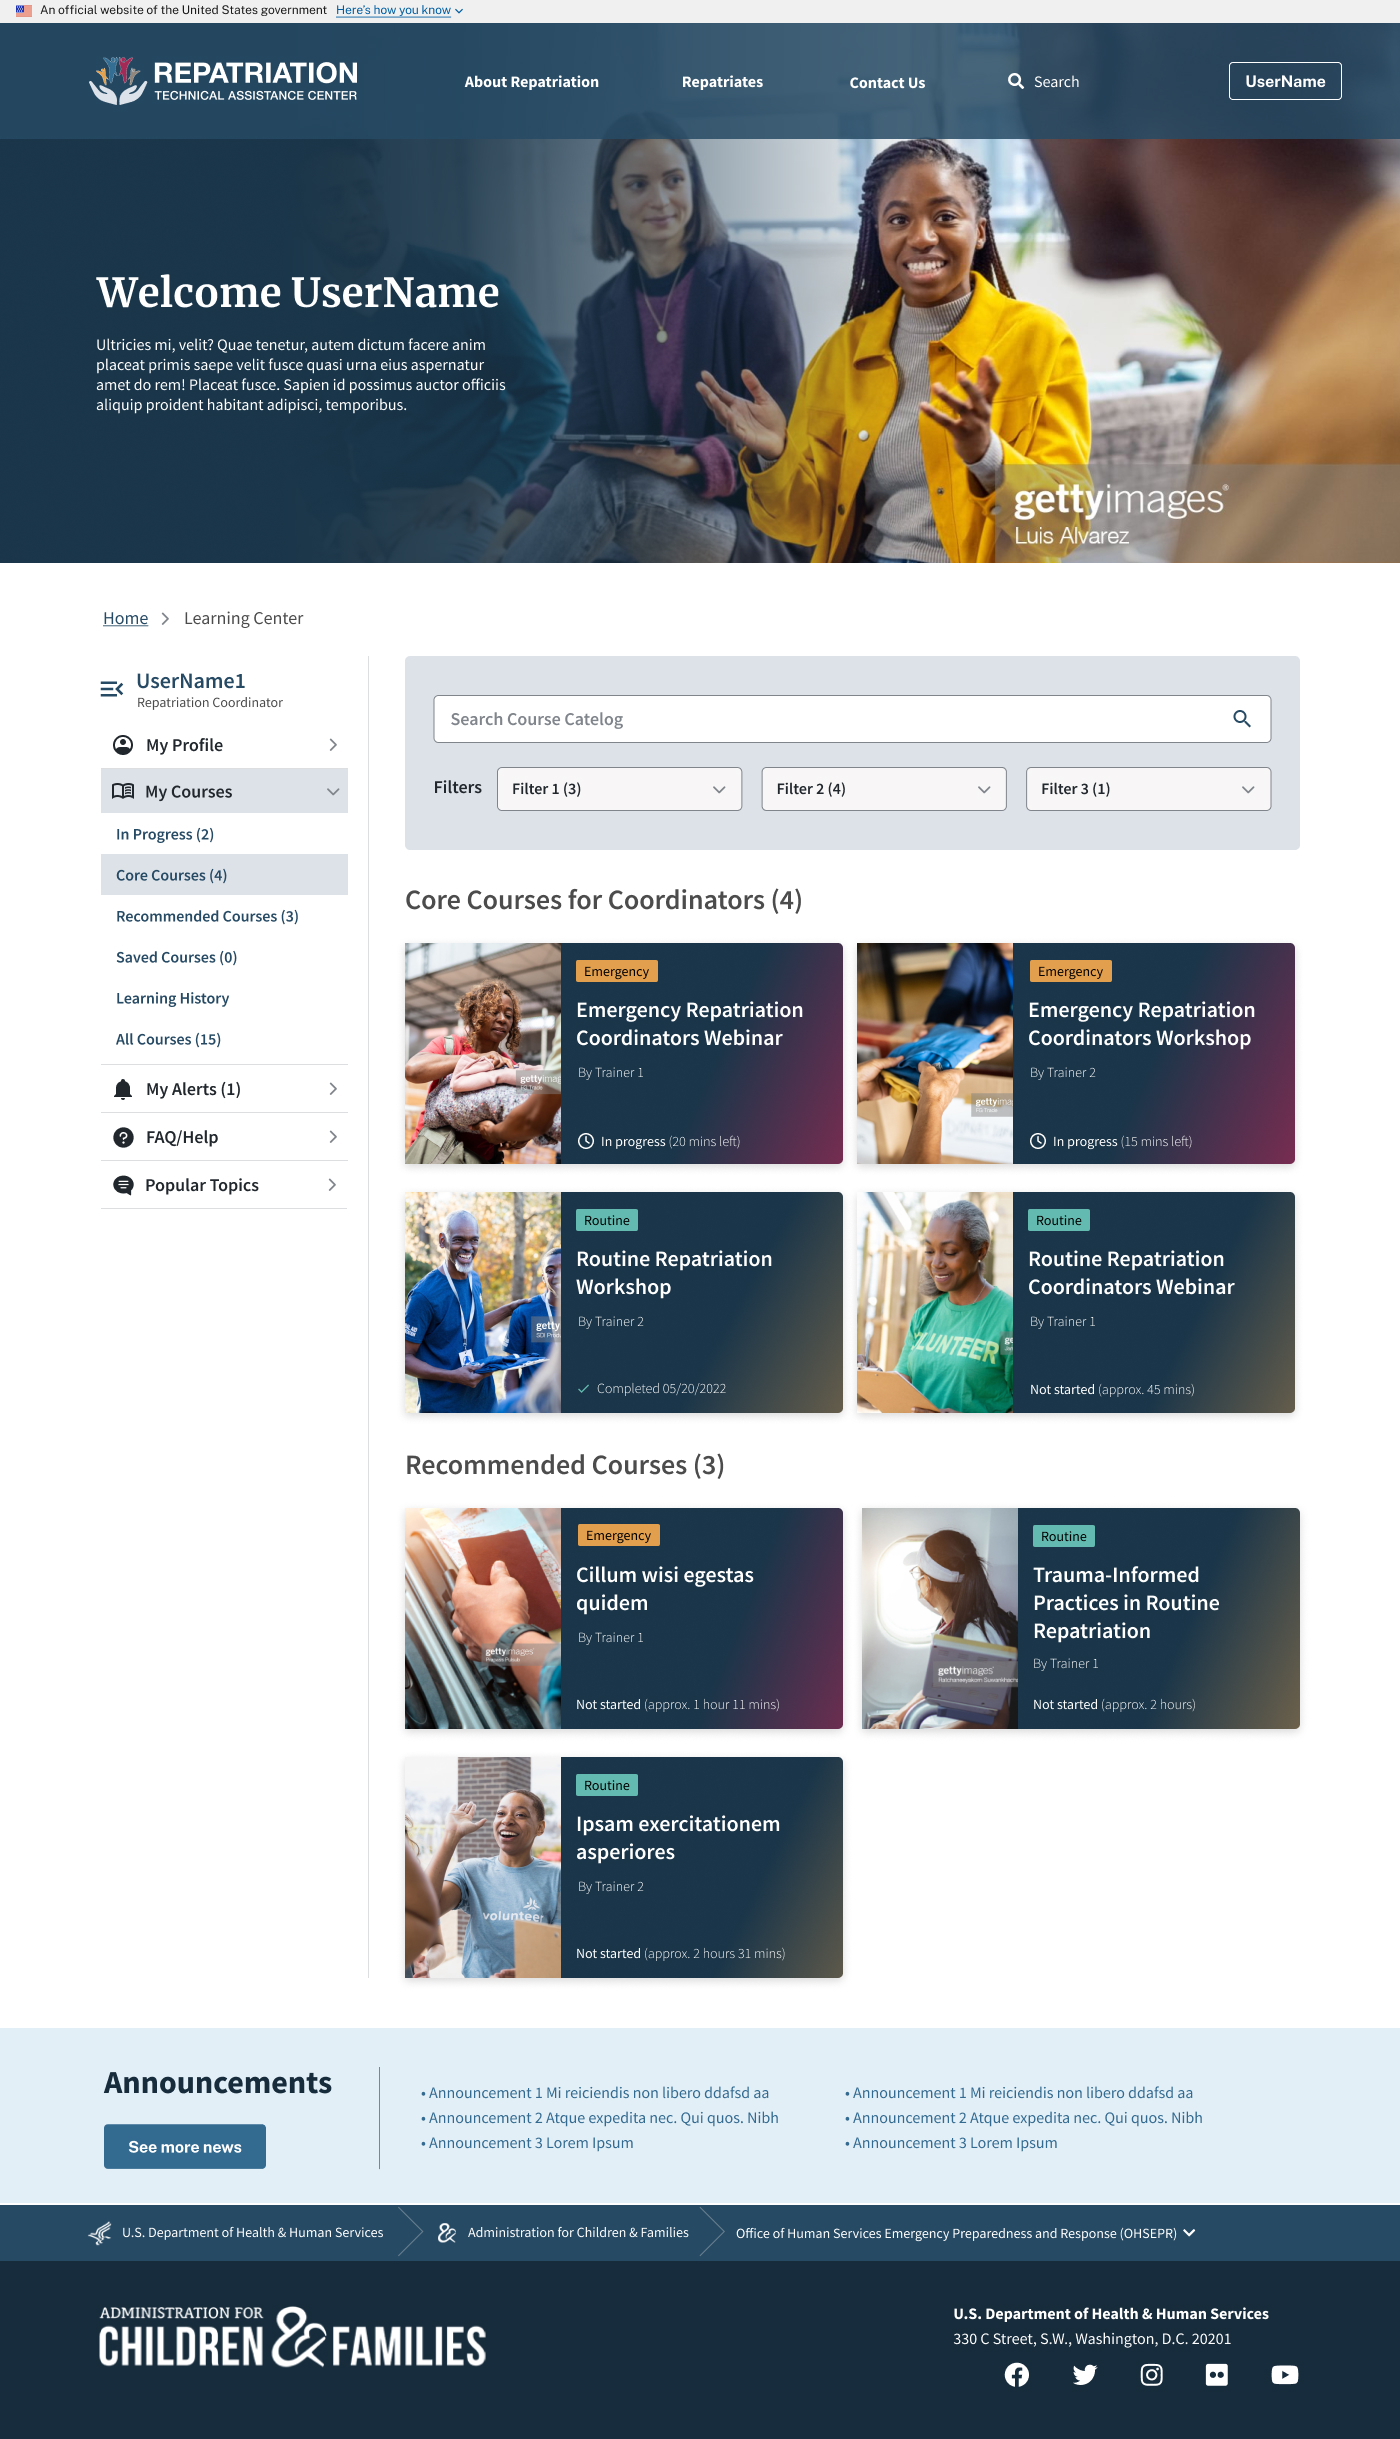 An official website of the United States government Here's how you know
REPATRIATION
TECHNICAL ASSISTANCE CENTER
About Repatriation
Repatriates
Contact Us
Search
UserName
Welcome UserName
Ultricies mi, velit? Quae tenetur, autem dictum facere anim
placeat primis saepe velit fusce quasi urna eius aspernatur
amet do rem! Placeat fusce. Sapien id possimus auctor officiis
aliquip proident habitant adipisci, temporibus.
gettyimages®
Luis Alvarez
Home
Learning Center
UserName1
Repatriation Coordinator
My Profile
My Courses
In Progress (2)
Core Courses (4)
Recommended Courses (3)
Saved Courses (0)
Learning History
All Courses (15)
My Alerts (1)
FAQ/Help
Popular Topics
Search Course Catelog
Filters
Filter 1 (3)
Filter 2 (4)
Filter 3 (1)
Core Courses for Coordinators (4)
gettyimag
Emergency
Emergency Repatriation
Coordinators Webinar
By Trainer 1
In progress (20 mins left)
gettyima
Emergency
Emergency Repatriation
Coordinators Workshop
By Trainer 2
In progress (15 mins left)
getty
Routine
Routine Repatriation
Workshop
By Trainer 2
Completed 05/20/2022
LUNTEER
ge
Routine
Routine Repatriation
Coordinators Webinar
By Trainer 1
Not started (approx. 45 mins)
Recommended Courses (3)
gettyimages
Emergency
Cillum wisi egestas
quidem
By Trainer 1
Not started (approx. 1 hour 11 mins)
gettyimages
Routine
Trauma-Informed
Practices in Routine
Repatriation
By Trainer 1
Not started (approx. 2 hours)
volunteer
Routine
Ipsam exercitationem
asperiores
By Trainer 2
Not started (approx. 2 hours 31 mins)
Announcements
See more news
• Announcement 1 Mi reiciendis non libero ddafsd aa
• Announcement 2 Atque expedita nec. Qui quos. Nibh
• Announcement 3 Lorem Ipsum
• Announcement 1 Mi reiciendis non libero ddafsd aa
• Announcement 2 Atque expedita nec. Qui quos. Nibh
• Announcement 3 Lorem Ipsum
U.S. Department of Health & Human Services
Administration for Children & Families
Office of Human Services Emergency Preparedness and Response (OHSEPR)
ADMINISTRATION FOR
CHILDREN & FAMILIES
U.S. Department of Health & Human Services
330 C Street, S.W., Washington, D.C. 20201